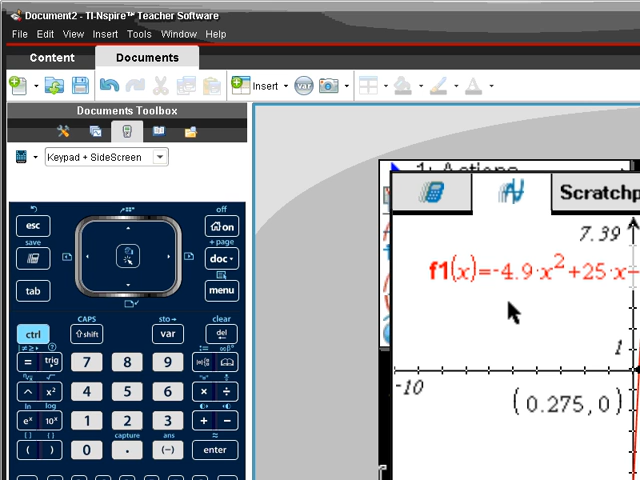 Document2 - TI-Nspire™ Teacher Software
File Edit View Insert Tools Window Help
Content Documents
Insert var
Documents Toolbox
Keypad + SideScreen
off
esc on
save + page
doc
tab menu
CAPS sto→ clear
ctrl shift var del
= trig 7 8 9
^ x² 4 5 6 × ÷
ln log
eˣ 10ˣ 1 2 3 + −
capture ans
( ) 0 . (−) enter
1: Actions
Scratchp
7.39
f1(x)=-4.9·x²+25·x-
1
-10
(0.275,0)